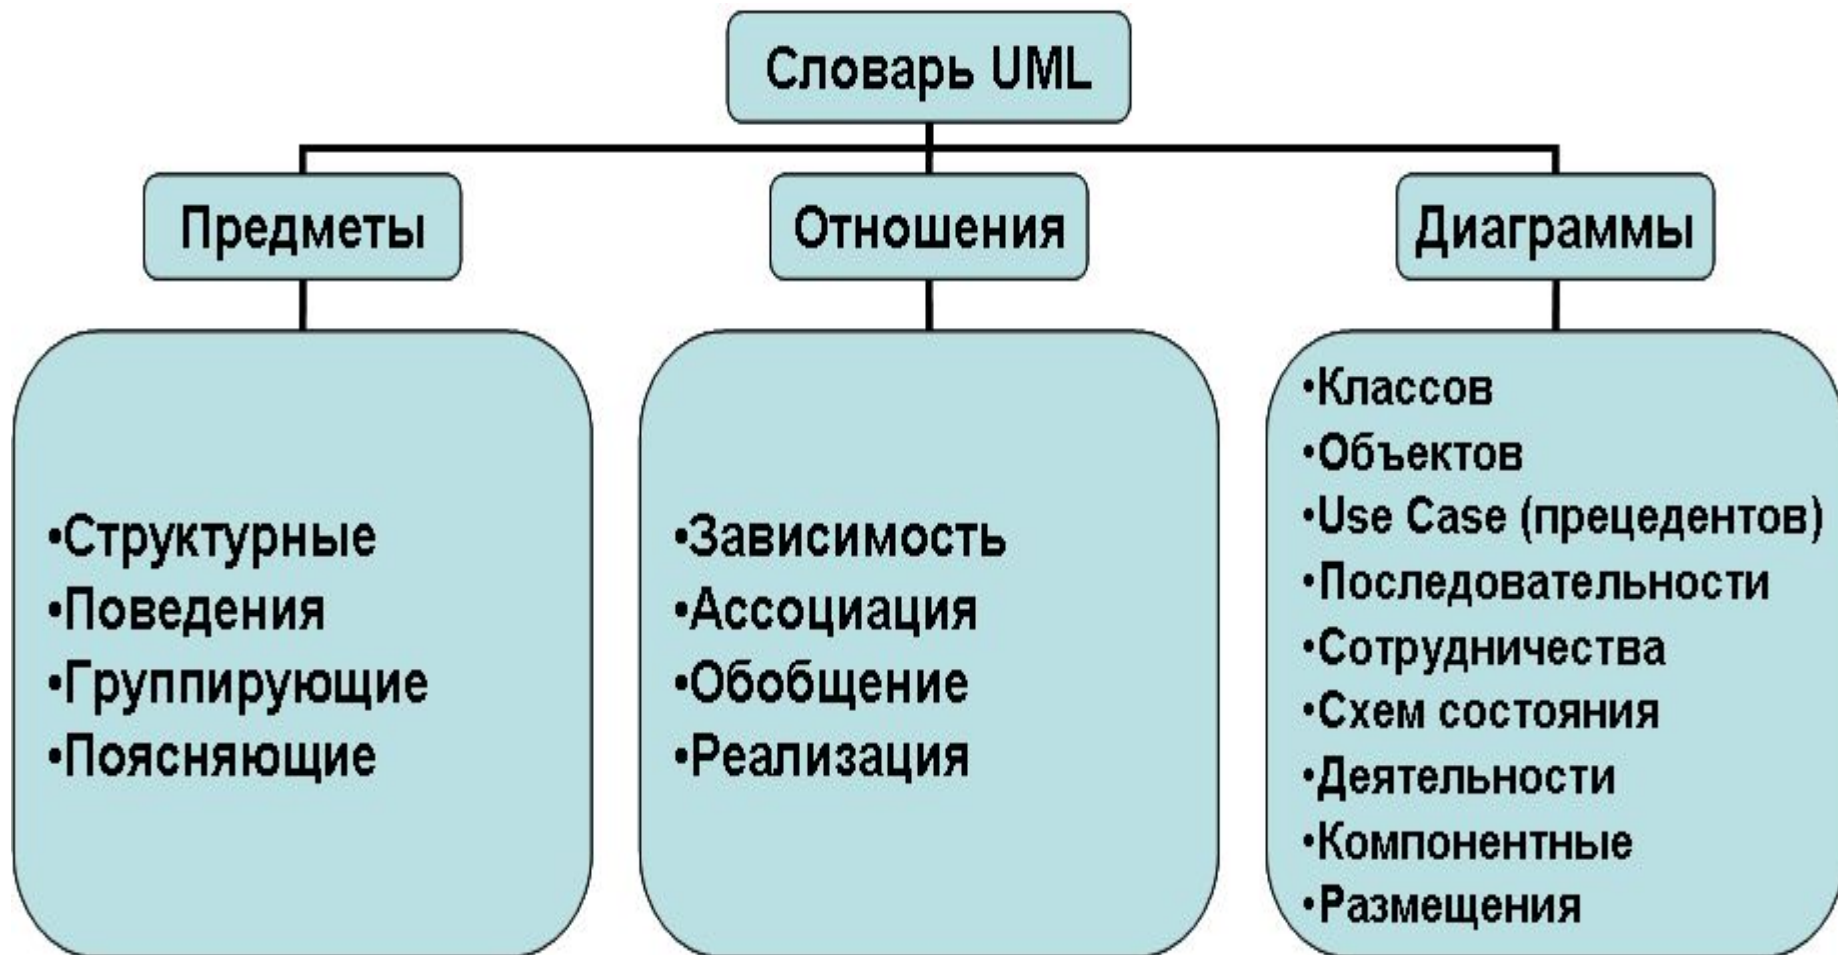 Словарь UML
Предметы
Отношения
Диаграммы
•Структурные
•Поведения
•Группирующие
•Поясняющие
•Зависимость
•Ассоциация
•Обобщение
•Реализация
•Классов
•Объектов
•Use Case (прецедентов)
•Последовательности
•Сотрудничества
•Схем состояния
•Деятельности
•Компонентные
•Размещения